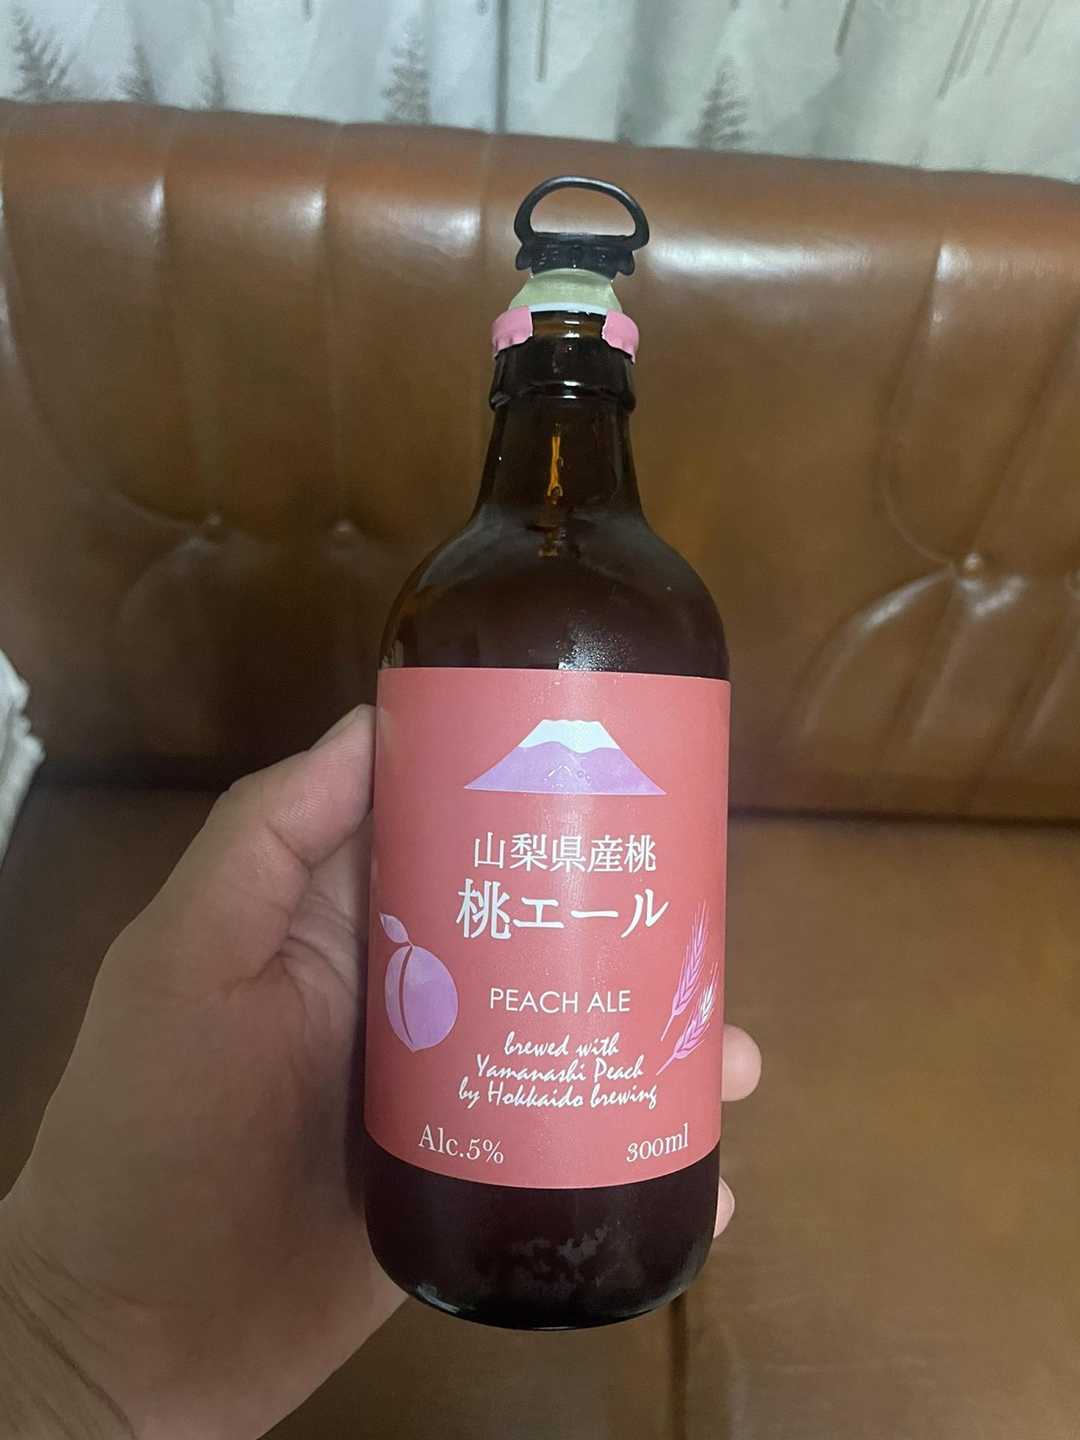 山梨県産桃
桃エール
PEACH ALE
brewed with
Yamanashi Peach
by Hokkaido brewing
Alc.5%
300ml